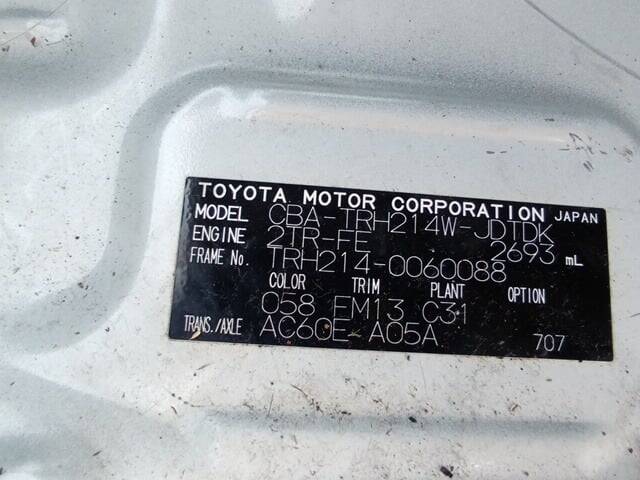 TOYOTA MOTOR CORPORATION JAPAN
MODEL CBA-TRH214W-JDTDK
ENGINE 2TR-FE 2693 mL
FRAME No. TRH214-0060088
COLOR TRIM PLANT OPTION
058 FM13 C31
TRANS./AXLE AC60E A05A 707